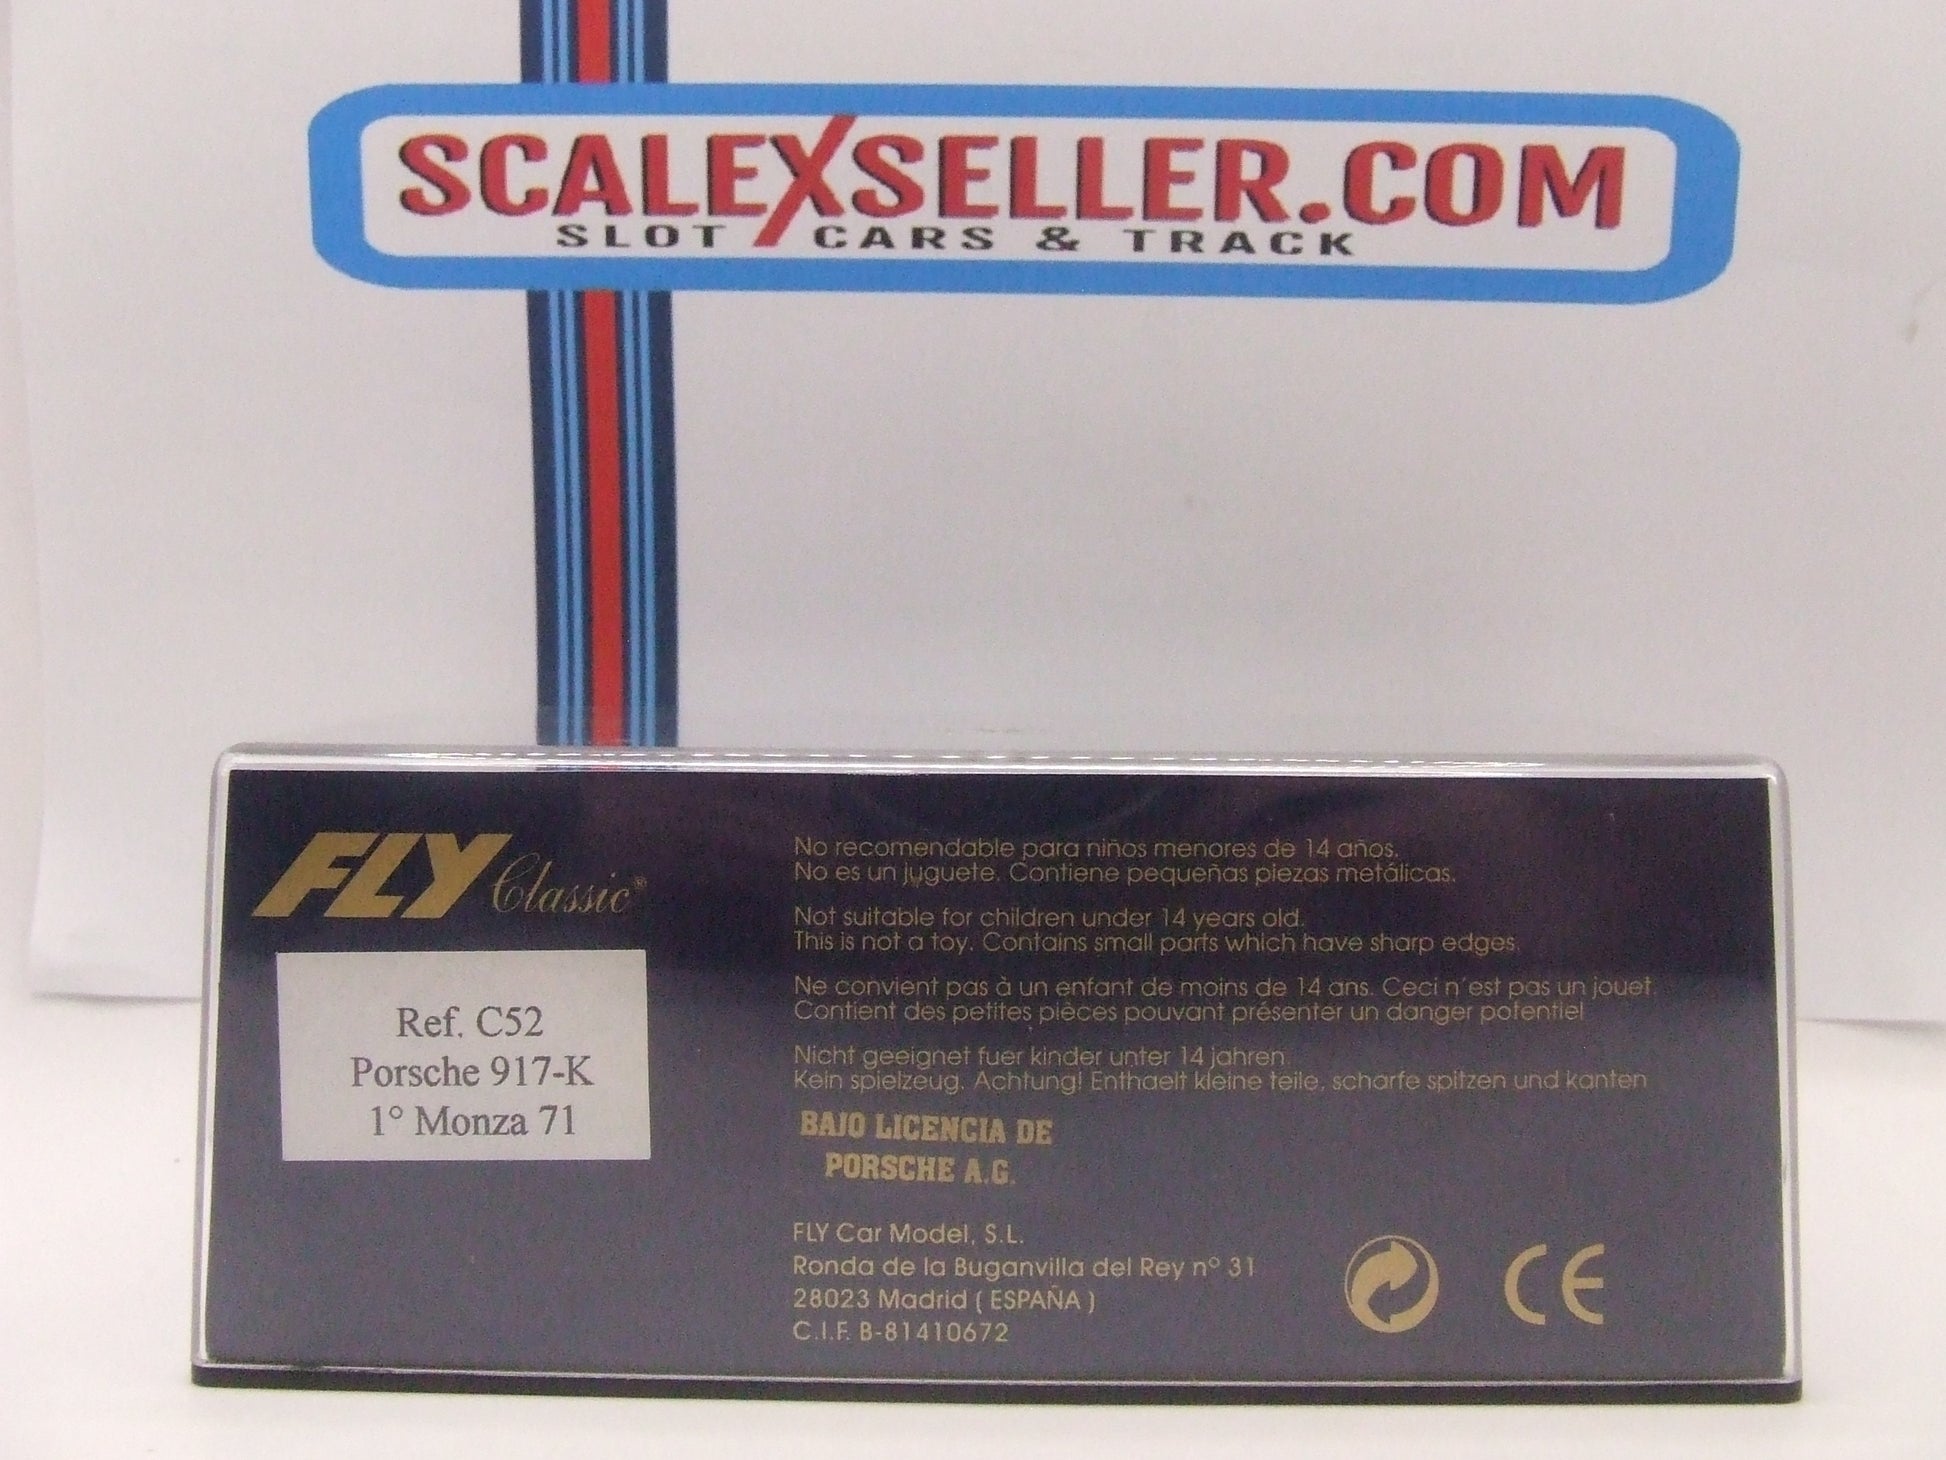 SCALEXSELLER.COM
SLOT CARS & TRACK
FLY Classic®
Ref. C52
Porsche 917-K
1° Monza 71
No recomendable para niños menores de 14 años.
No es un juguete. Contiene pequeñas piezas metálicas.
Not suitable for children under 14 years old.
This is not a toy. Contains small parts which have sharp edges.
Ne convient pas à un enfant de moins de 14 ans. Ceci n'est pas un jouet.
Contient des petites pièces pouvant présenter un danger potentiel
Nicht geeignet fuer kinder unter 14 jahren.
Kein spielzeug. Achtung! Enthaelt kleine teile, scharfe spitzen und kanten
BAJO LICENCIA DE
PORSCHE A.G.
FLY Car Model, S.L.
Ronda de la Buganvilla del Rey nº 31
28023 Madrid ( ESPAÑA )
C.I.F. B-81410672
CE